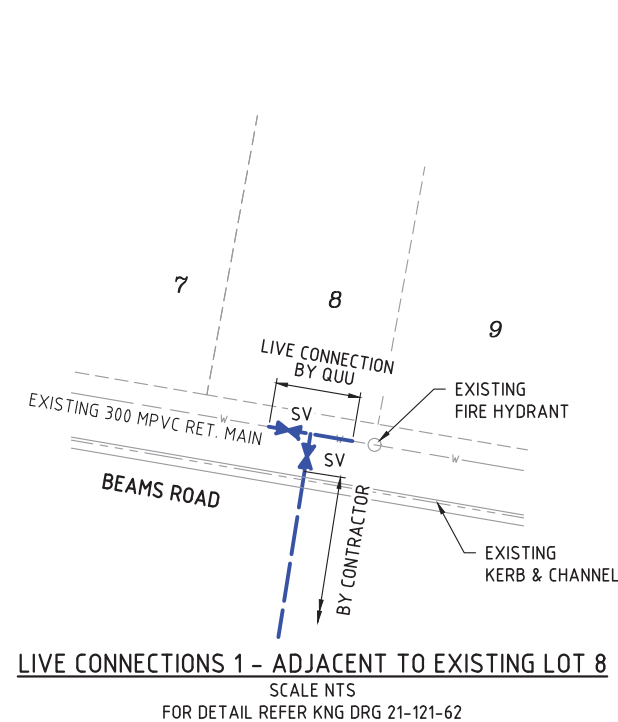 7
8
9
LIVE CONNECTION
BY QUU
EXISTING
FIRE HYDRANT
EXISTING 300 MPVC RET. MAIN
W
SV
W
W
SV
BEAMS ROAD
BY CONTRACTOR
EXISTING
KERB & CHANNEL
LIVE CONNECTIONS 1 - ADJACENT TO EXISTING LOT 8
SCALE NTS
FOR DETAIL REFER KNG DRG 21-121-62